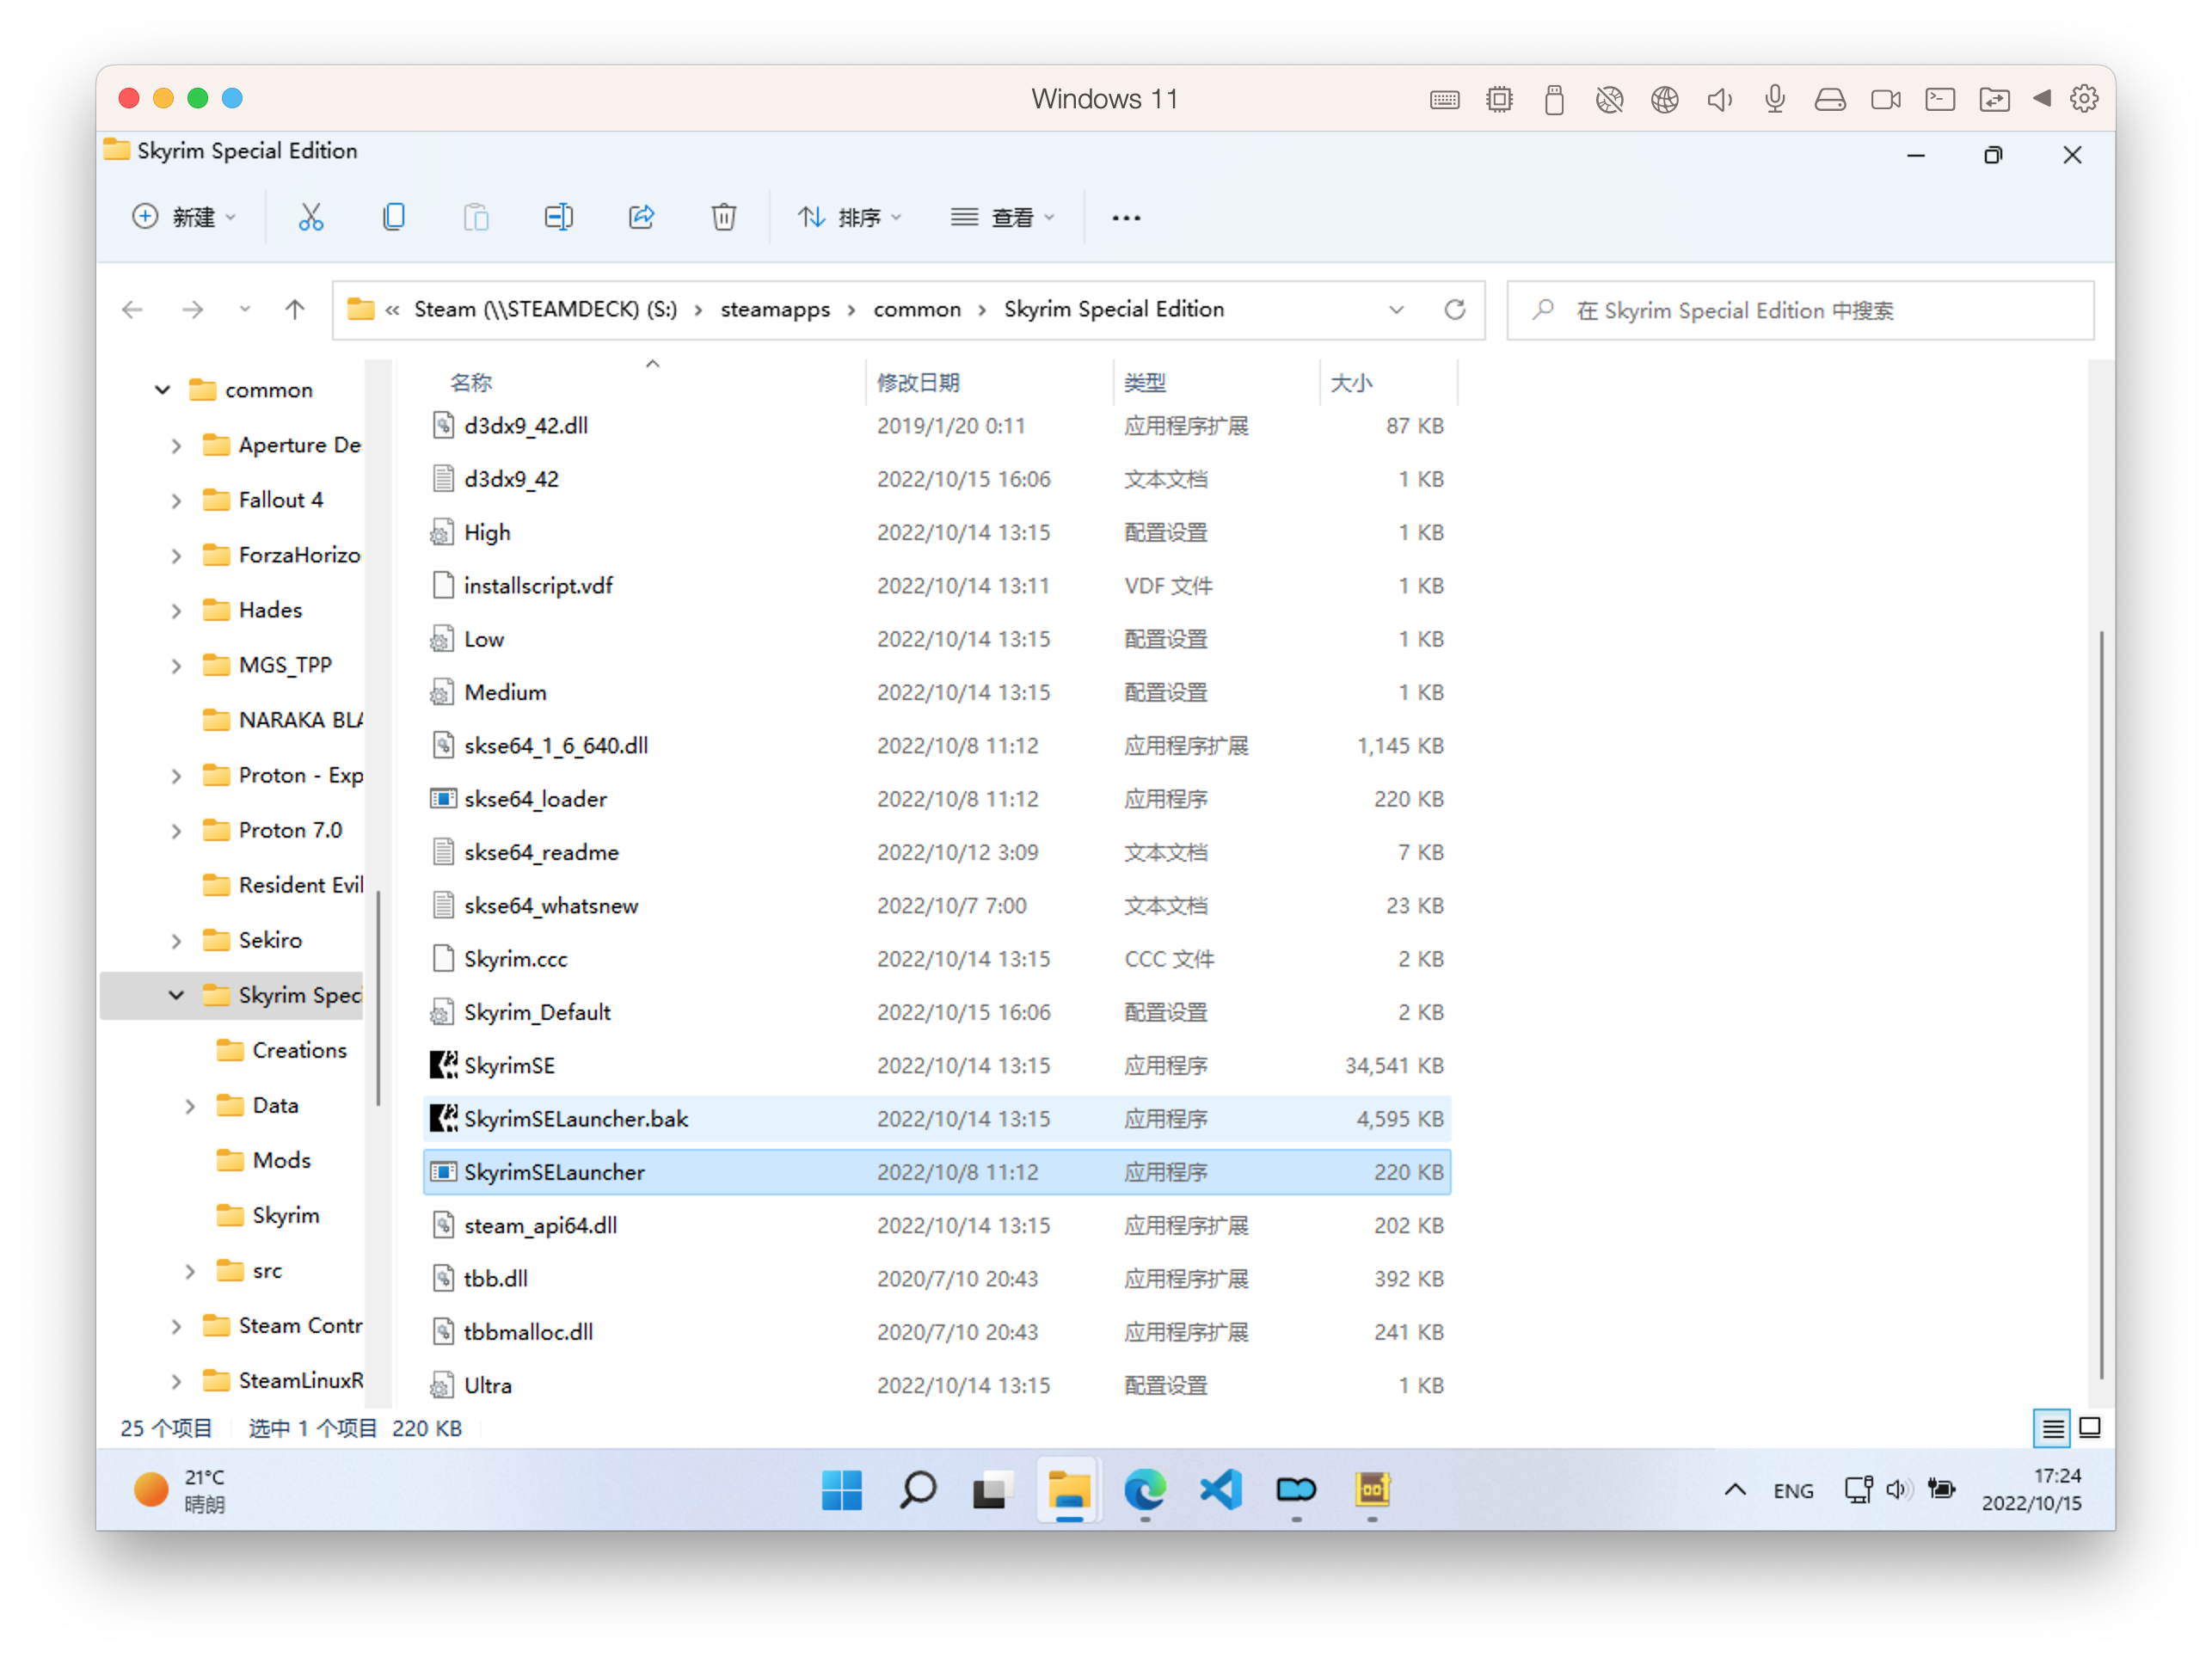 Windows 11
Skyrim Special Edition
新建
排序
查看
« Steam (\\STEAMDECK) (S:) › steamapps › common › Skyrim Special Edition
在 Skyrim Special Edition 中搜索
common
Aperture De
Fallout 4
ForzaHorizo
Hades
MGS_TPP
NARAKA BLA
Proton - Exp
Proton 7.0
Resident Evil
Sekiro
Skyrim Speci
Creations
Data
Mods
Skyrim
src
Steam Contr
SteamLinuxR
名称 修改日期 类型 大小
d3dx9_42.dll 2019/1/20 0:11 应用程序扩展 87 KB
d3dx9_42 2022/10/15 16:06 文本文档 1 KB
High 2022/10/14 13:15 配置设置 1 KB
installscript.vdf 2022/10/14 13:11 VDF 文件 1 KB
Low 2022/10/14 13:15 配置设置 1 KB
Medium 2022/10/14 13:15 配置设置 1 KB
skse64_1_6_640.dll 2022/10/8 11:12 应用程序扩展 1,145 KB
skse64_loader 2022/10/8 11:12 应用程序 220 KB
skse64_readme 2022/10/12 3:09 文本文档 7 KB
skse64_whatsnew 2022/10/7 7:00 文本文档 23 KB
Skyrim.ccc 2022/10/14 13:15 CCC 文件 2 KB
Skyrim_Default 2022/10/15 16:06 配置设置 2 KB
SkyrimSE 2022/10/14 13:15 应用程序 34,541 KB
SkyrimSELauncher.bak 2022/10/14 13:15 应用程序 4,595 KB
SkyrimSELauncher 2022/10/8 11:12 应用程序 220 KB
steam_api64.dll 2022/10/14 13:15 应用程序扩展 202 KB
tbb.dll 2020/7/10 20:43 应用程序扩展 392 KB
tbbmalloc.dll 2020/7/10 20:43 应用程序扩展 241 KB
Ultra 2022/10/14 13:15 配置设置 1 KB
25 个项目 选中 1 个项目 220 KB
21°C
晴朗
ENG
17:24
2022/10/15